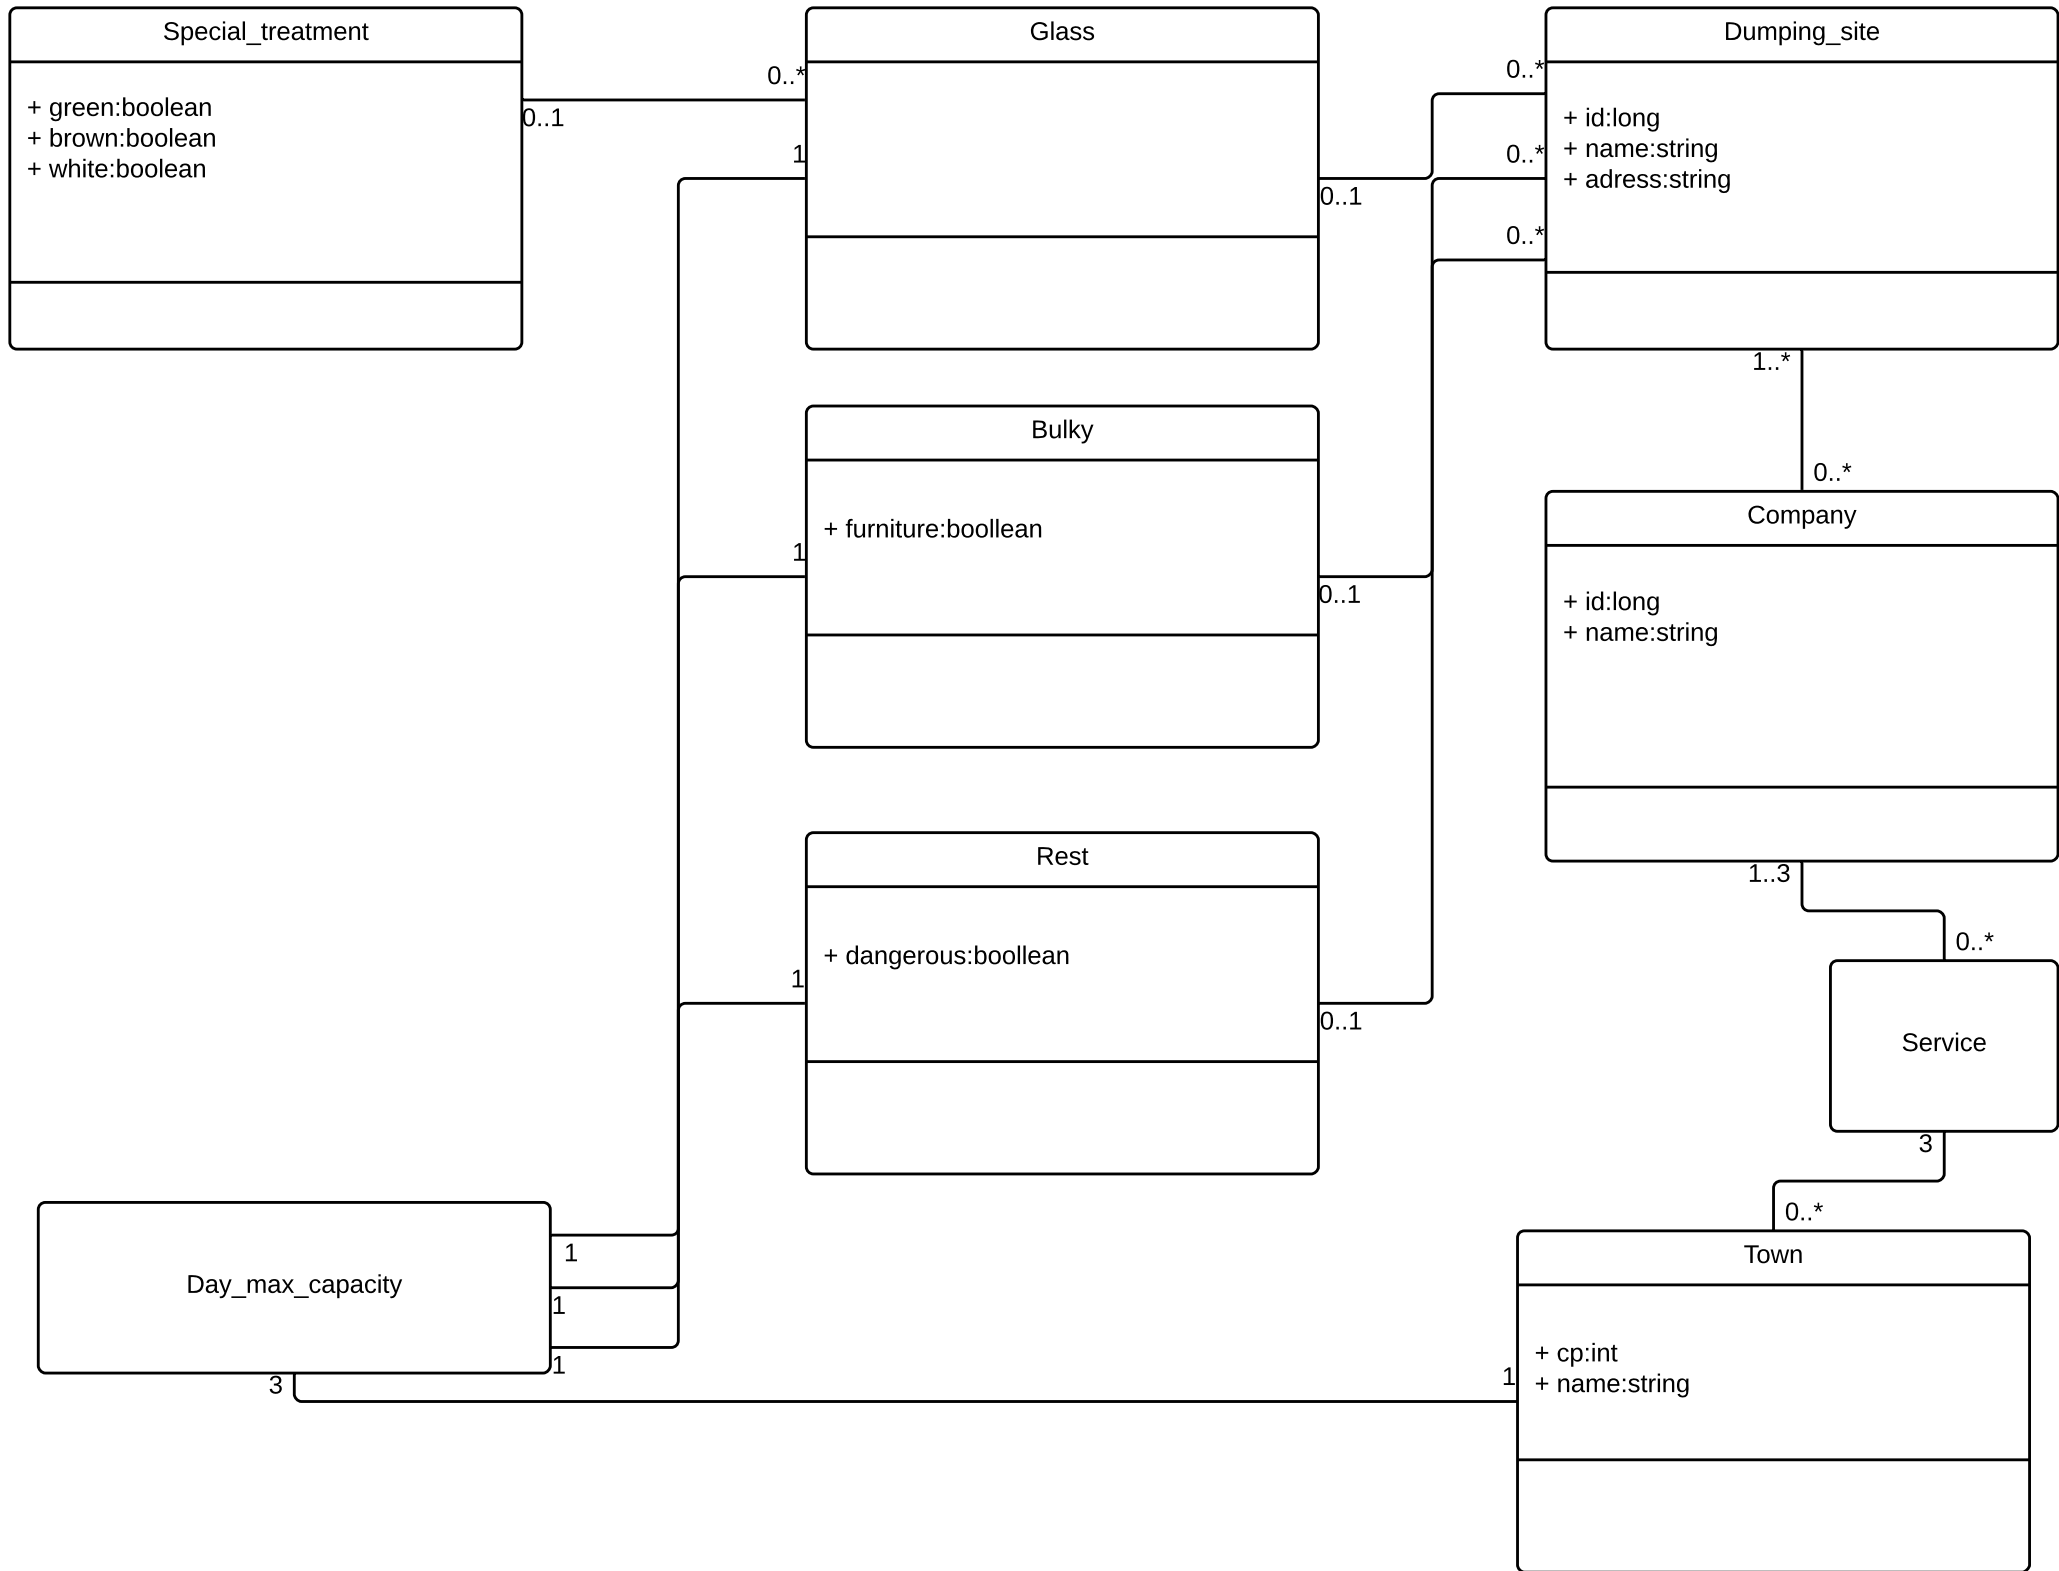 Special_treatment
+ green:boolean
+ brown:boolean
+ white:boolean
0..1
0..*
Glass
1
0..1
0..*
0..*
0..*
Dumping_site
+ id:long
+ name:string
+ adress:string
1..*
0..*
Bulky
+ furniture:boollean
1
0..1
Company
+ id:long
+ name:string
1..3
0..*
Rest
+ dangerous:boollean
1
0..1
Service
3
0..*
Day_max_capacity
1
1
1
3
1
Town
+ cp:int
+ name:string